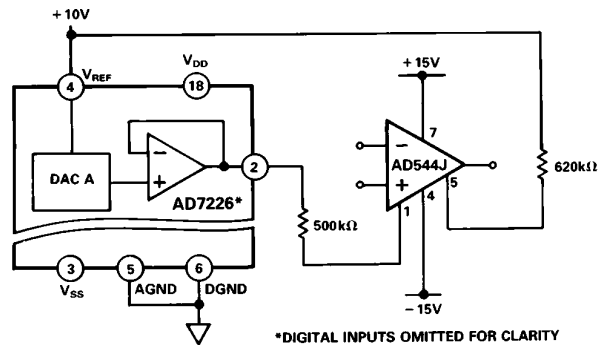 +10V
4
V_REF
V_DD
18
DAC A
−
+
2
AD7226*
500kΩ
3
V_SS
5
AGND
6
DGND
+15V
7
−
AD544J
+
5
4
1
−15V
620kΩ
*DIGITAL INPUTS OMITTED FOR CLARITY